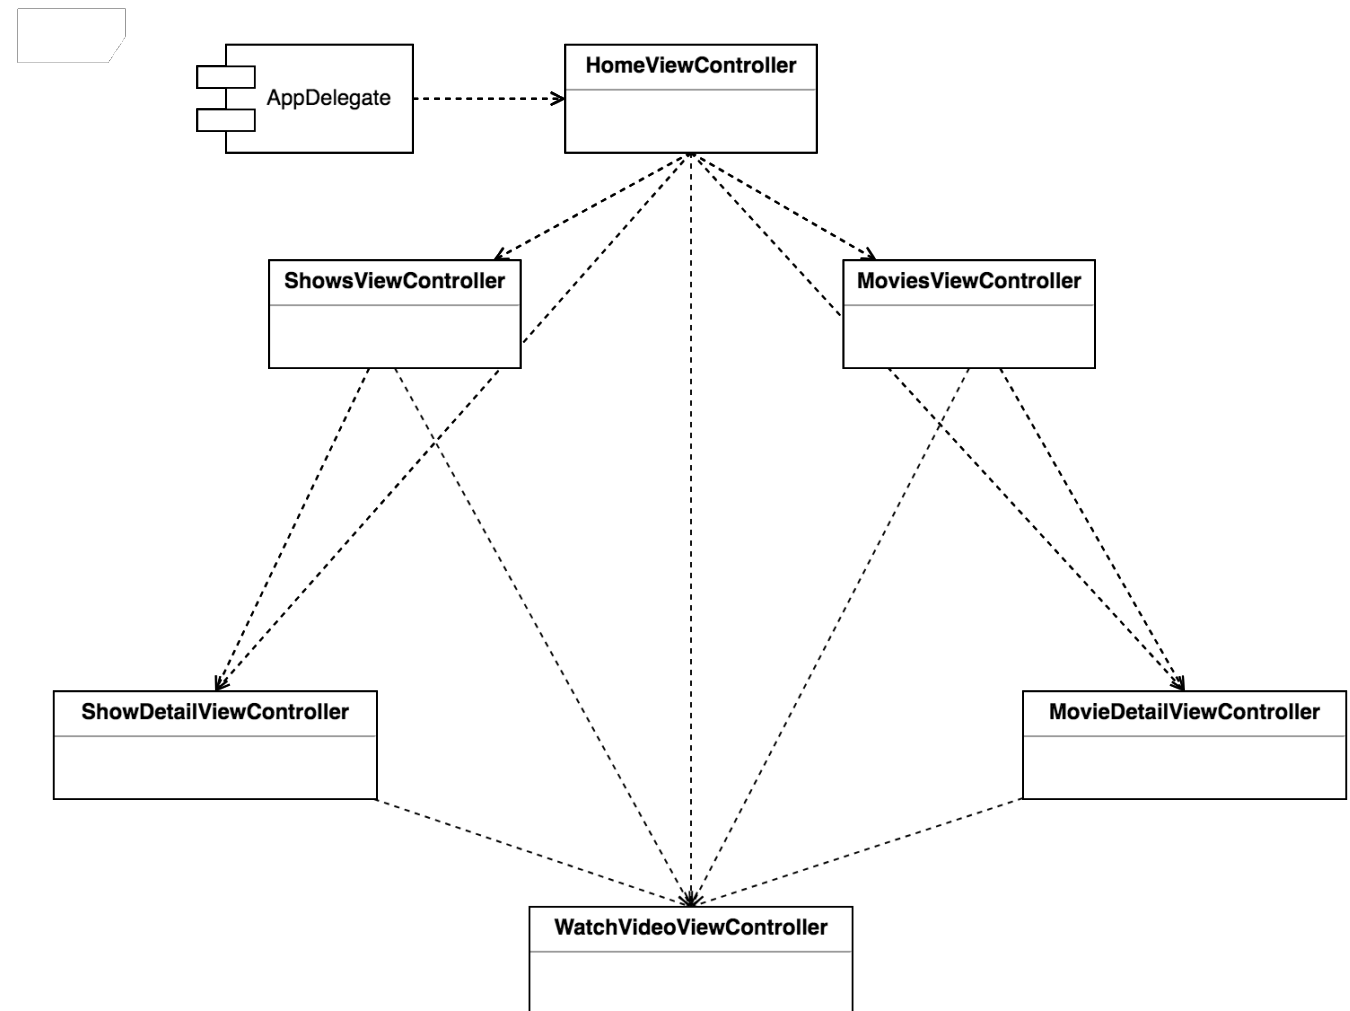 AppDelegate
HomeViewController
ShowsViewController
MoviesViewController
ShowDetailViewController
MovieDetailViewController
WatchVideoViewController